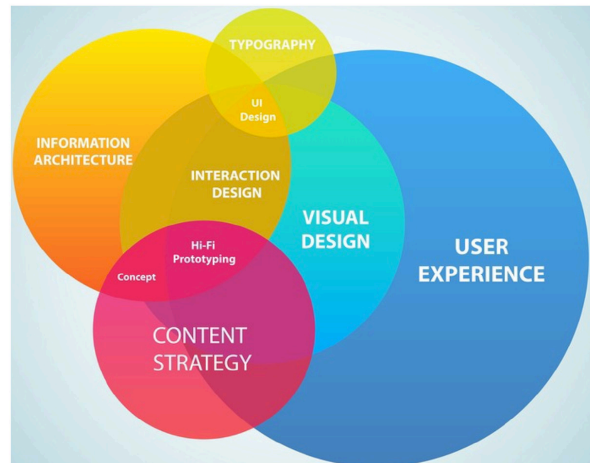 TYPOGRAPHY
UI
Design
INFORMATION
ARCHITECTURE
INTERACTION
DESIGN
VISUAL
DESIGN
USER
EXPERIENCE
Hi-Fi
Prototyping
Concept
CONTENT
STRATEGY